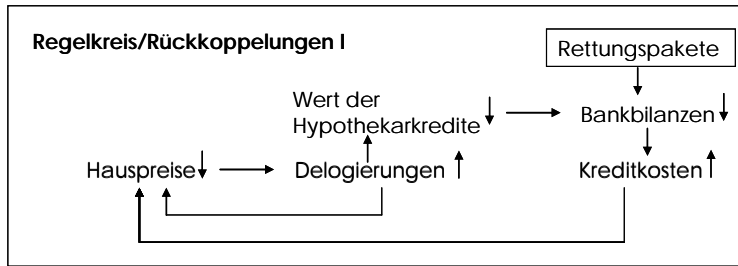 Regelkreis/Rückkoppelungen I
Rettungspakete
Wert der
Hypothekarkredite
Bankbilanzen
Hauspreise
Delogierungen
Kreditkosten